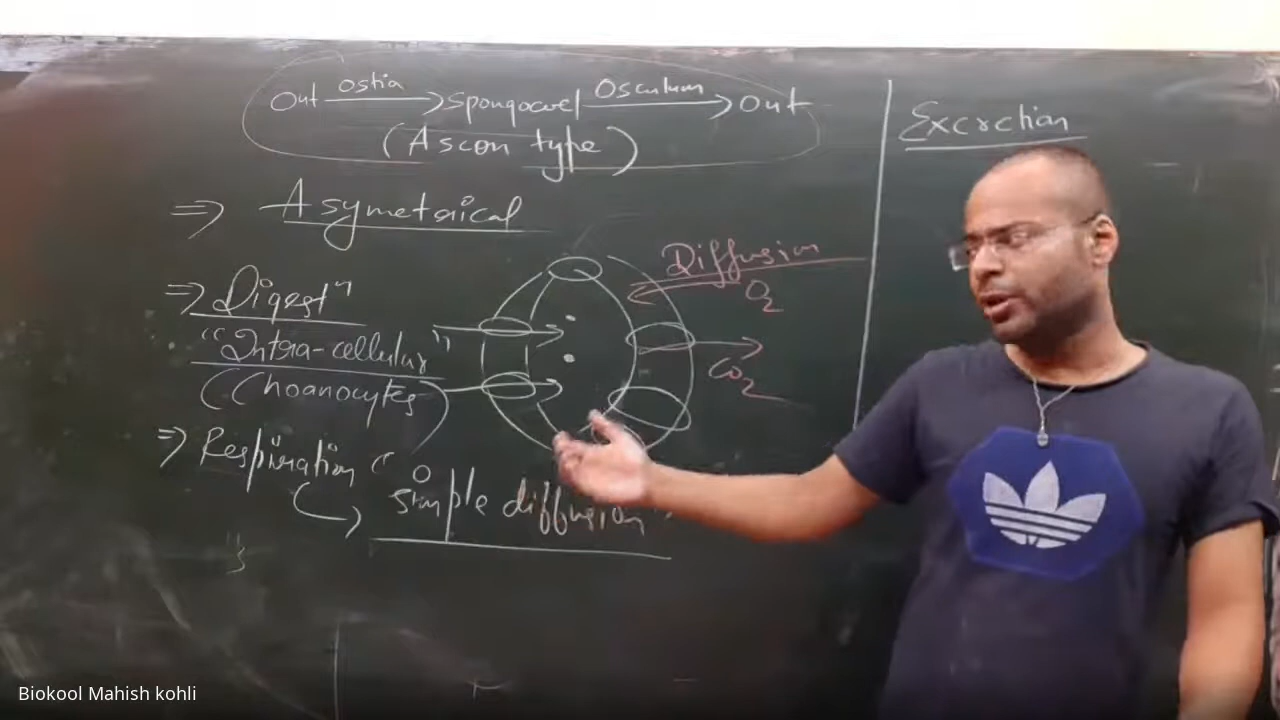 Out ostia → Spongocoel Osculum → Out
(Ascon type)
⇒ Asymetrical
⇒ Digestⁿ
"Intra-cellular"
(Choanocytes)
⇒ Respiration
simple diffusion
Diffusion
O₂
CO₂
Excretion
Biokool Mahish kohli